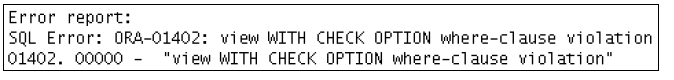 Error report:
SQL Error: ORA-01402: view WITH CHECK OPTION where-clause violation
01402. 00000 -  "view WITH CHECK OPTION where-clause violation"